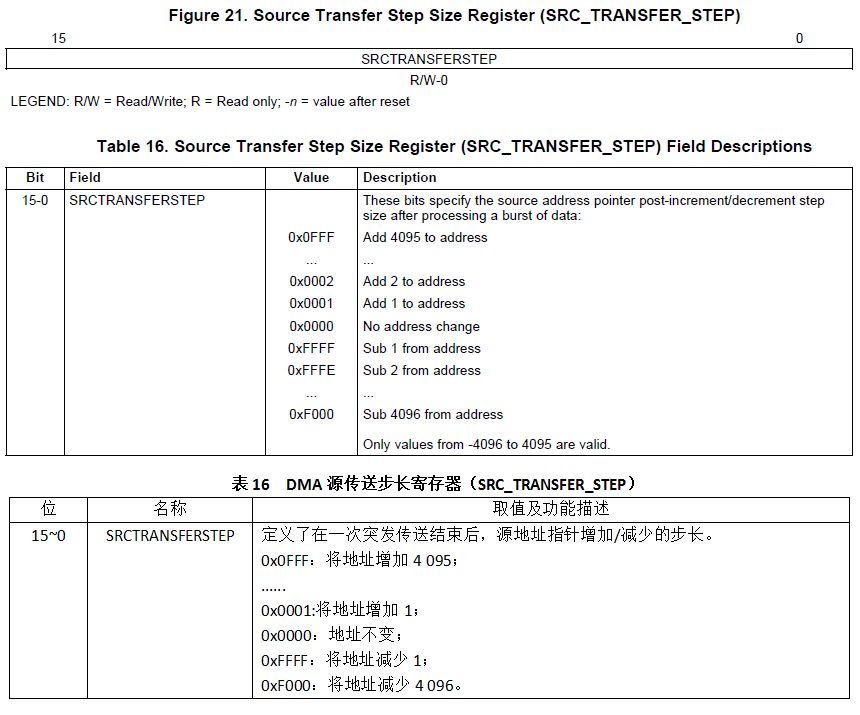 Figure 21. Source Transfer Step Size Register (SRC_TRANSFER_STEP)
15 0
SRCTRANSFERSTEP
R/W-0
LEGEND: R/W = Read/Write; R = Read only; -n = value after reset
Table 16. Source Transfer Step Size Register (SRC_TRANSFER_STEP) Field Descriptions
Bit Field Value Description
15-0 SRCTRANSFERSTEP These bits specify the source address pointer post-increment/decrement step
size after processing a burst of data:
0x0FFF Add 4095 to address
... ...
0x0002 Add 2 to address
0x0001 Add 1 to address
0x0000 No address change
0xFFFF Sub 1 from address
0xFFFE Sub 2 from address
... ...
0xF000 Sub 4096 from address
Only values from -4096 to 4095 are valid.
表 16 DMA 源传送步长寄存器（SRC_TRANSFER_STEP）
位 名称 取值及功能描述
15~0 SRCTRANSFERSTEP 定义了在一次突发传送结束后，源地址指针增加/减少的步长。
0x0FFF：将地址增加 4 095；
……
0x0001:将地址增加 1；
0x0000：地址不变；
0xFFFF：将地址减少 1；
0xF000：将地址减少 4 096。